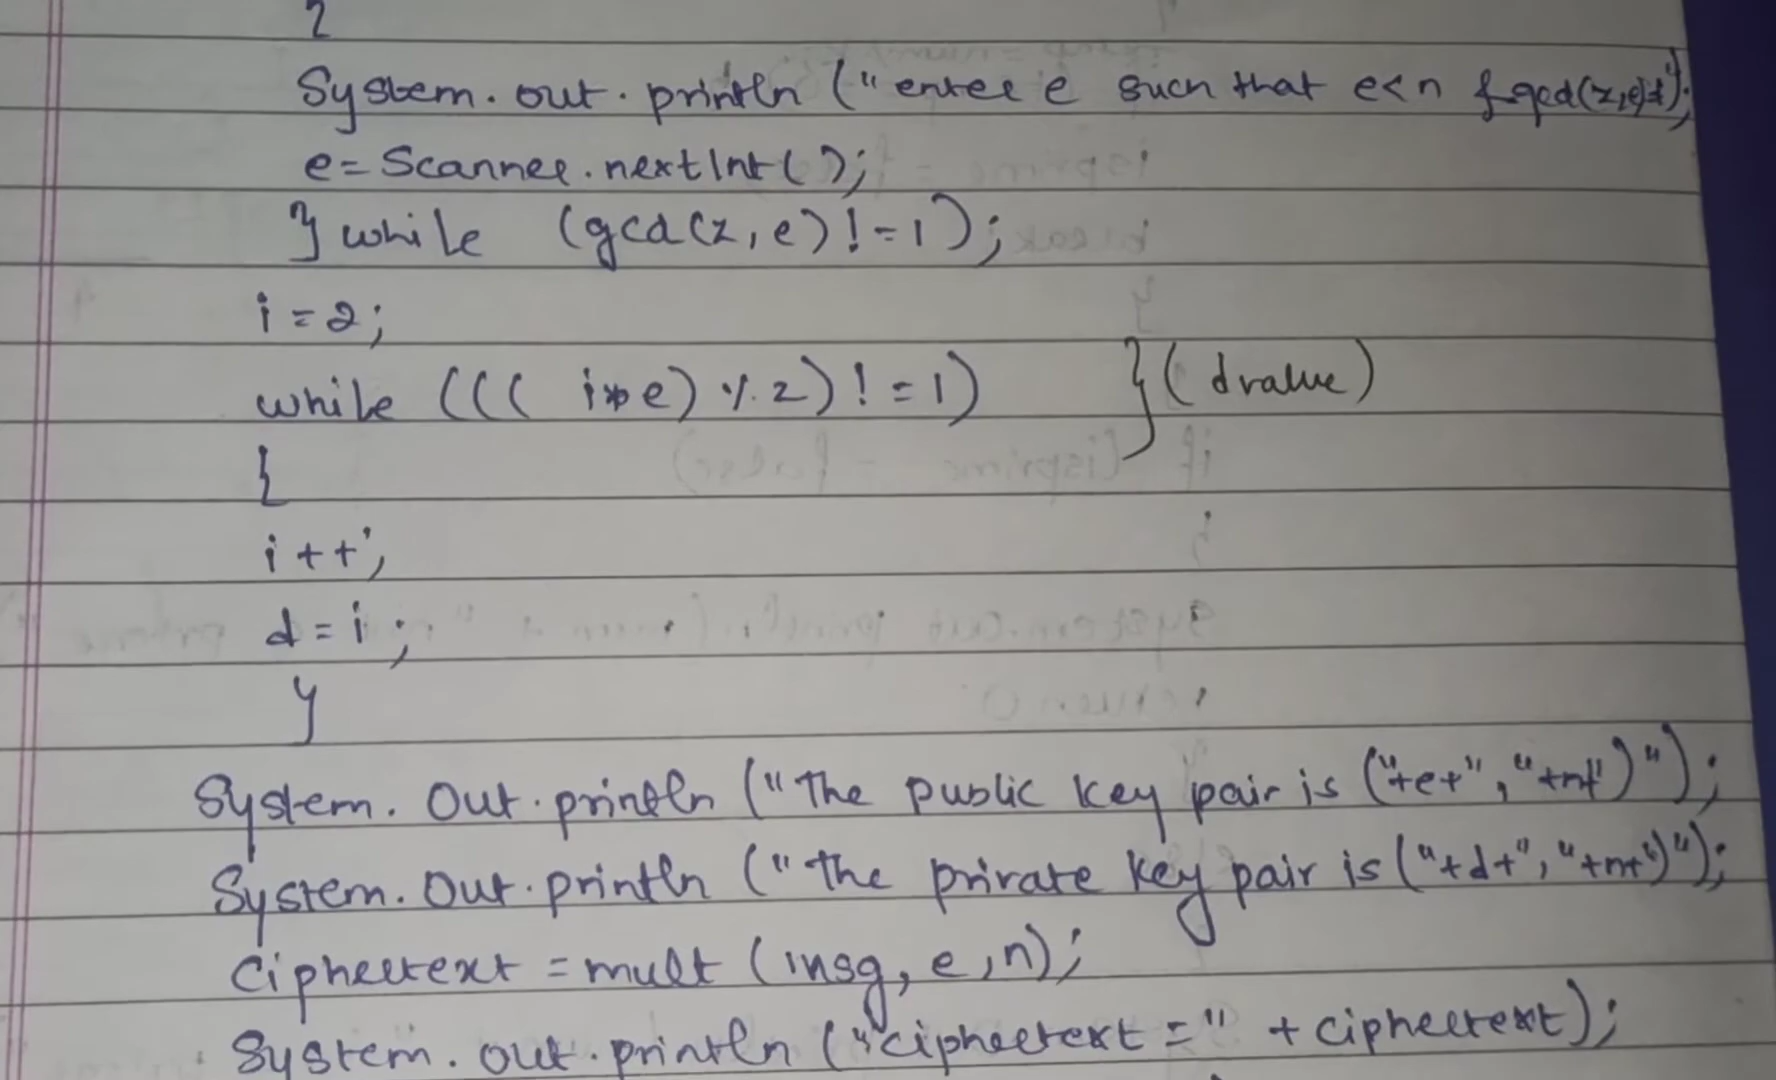 {
System.out.println ("enter e such that e<n & gcd(z,e)=1");
e=Scanner.nextInt();
} while (gcd(z,e)!=1);
i=2;
while (((i*e)%z)!=1) } (d value)
{
i++;
d=i;
}
System.Out.println ("The public key pair is ("+e+","+n+")");
System.Out.println ("The private key pair is ("+d+","+n+")");
Ciphertext = mult (insg, e,n);
System.out.println ("ciphertext =" + ciphertext);